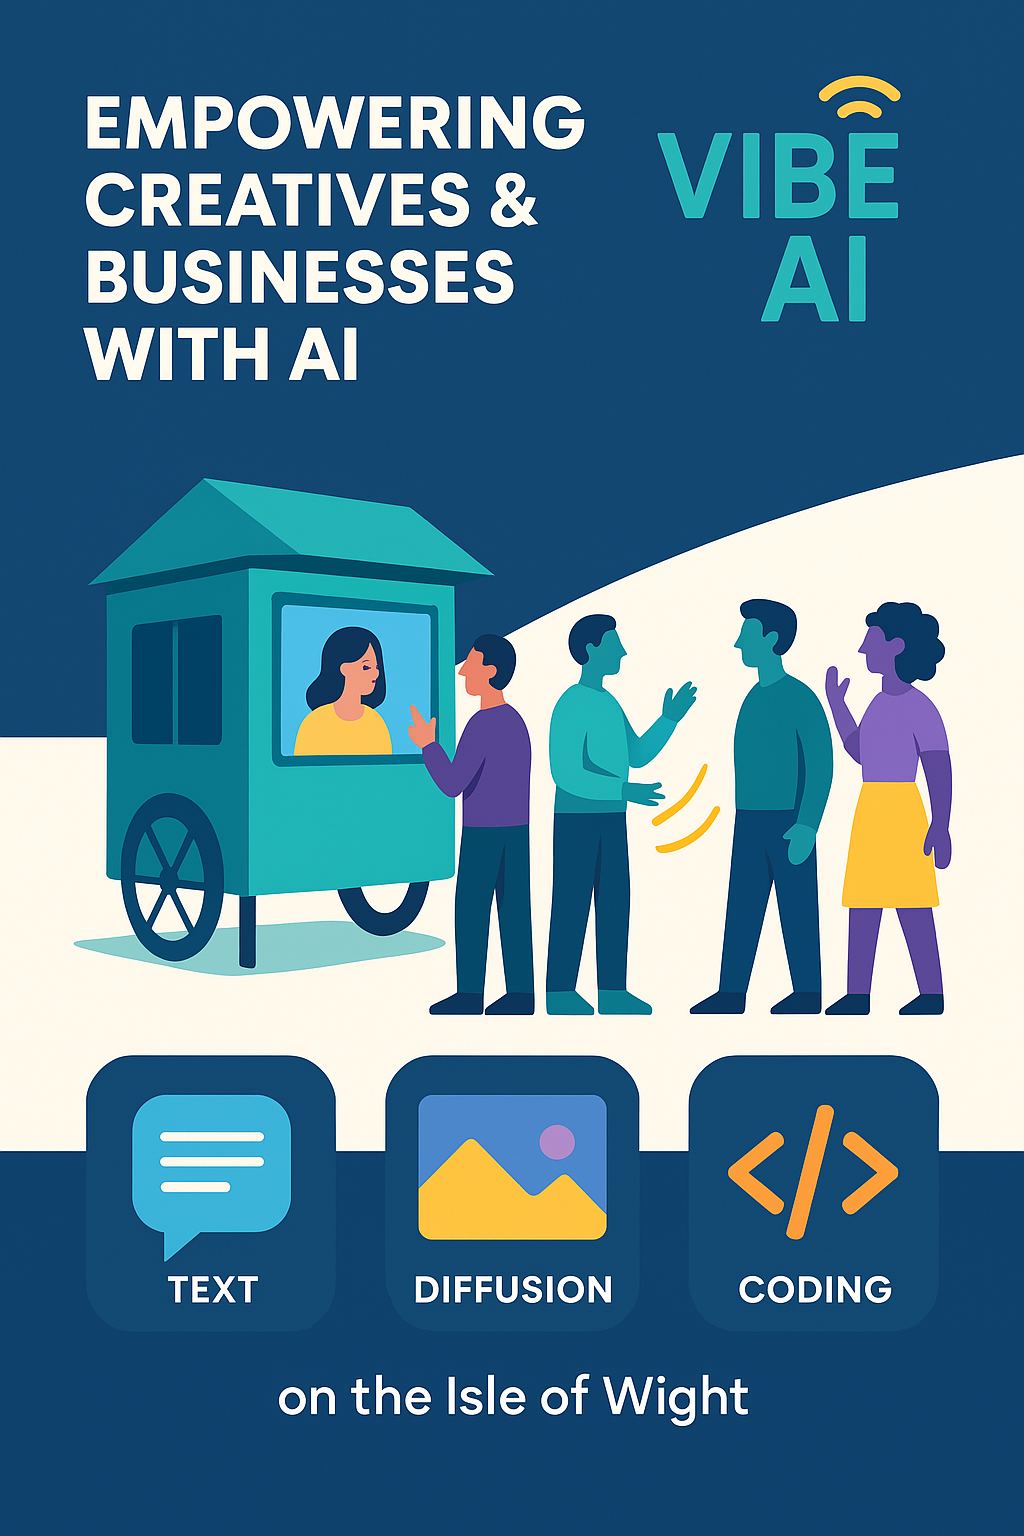 EMPOWERING
CREATIVES &
BUSINESSES
WITH AI
VIBE
AI
TEXT
DIFFUSION
CODING
on the Isle of Wight